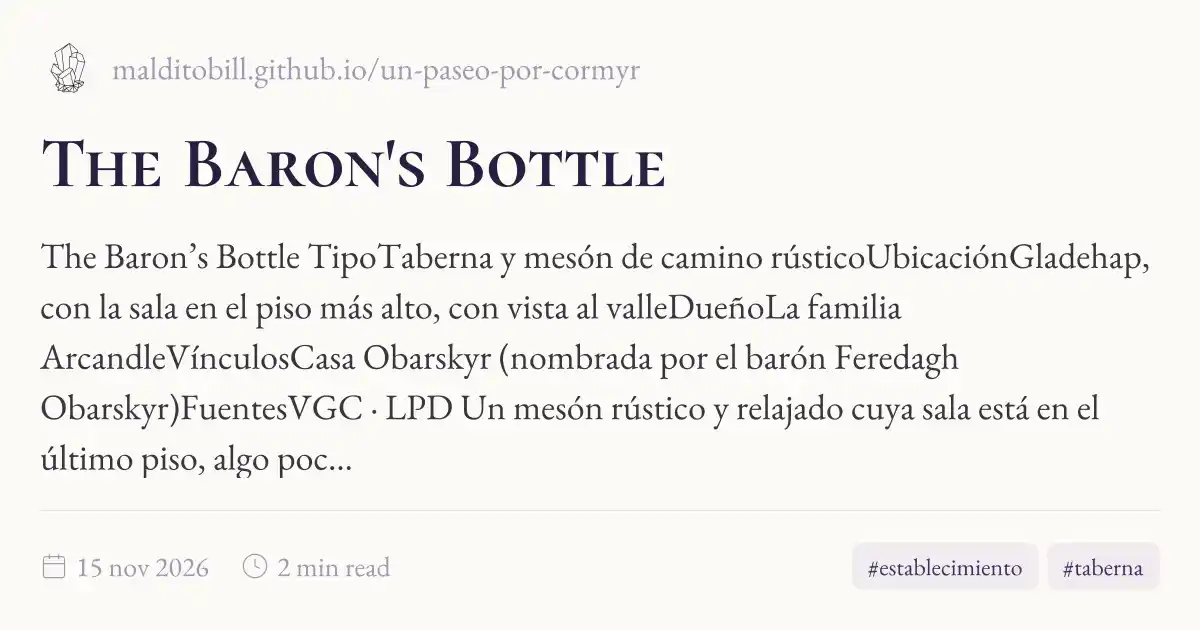 malditobill.github.io/un-paseo-por-cormyr
The Baron's Bottle
The Baron’s Bottle TipoTaberna y mesón de camino rústicoUbicaciónGladehap,
con la sala en el piso más alto, con vista al valleDueñoLa familia
ArcandleVínculosCasa Obarskyr (nombrada por el barón Feredagh
Obarskyr)FuentesVGC · LPD Un mesón rústico y relajado cuya sala está en el
último piso, algo poc...
15 nov 2026 2 min read #establecimiento #taberna